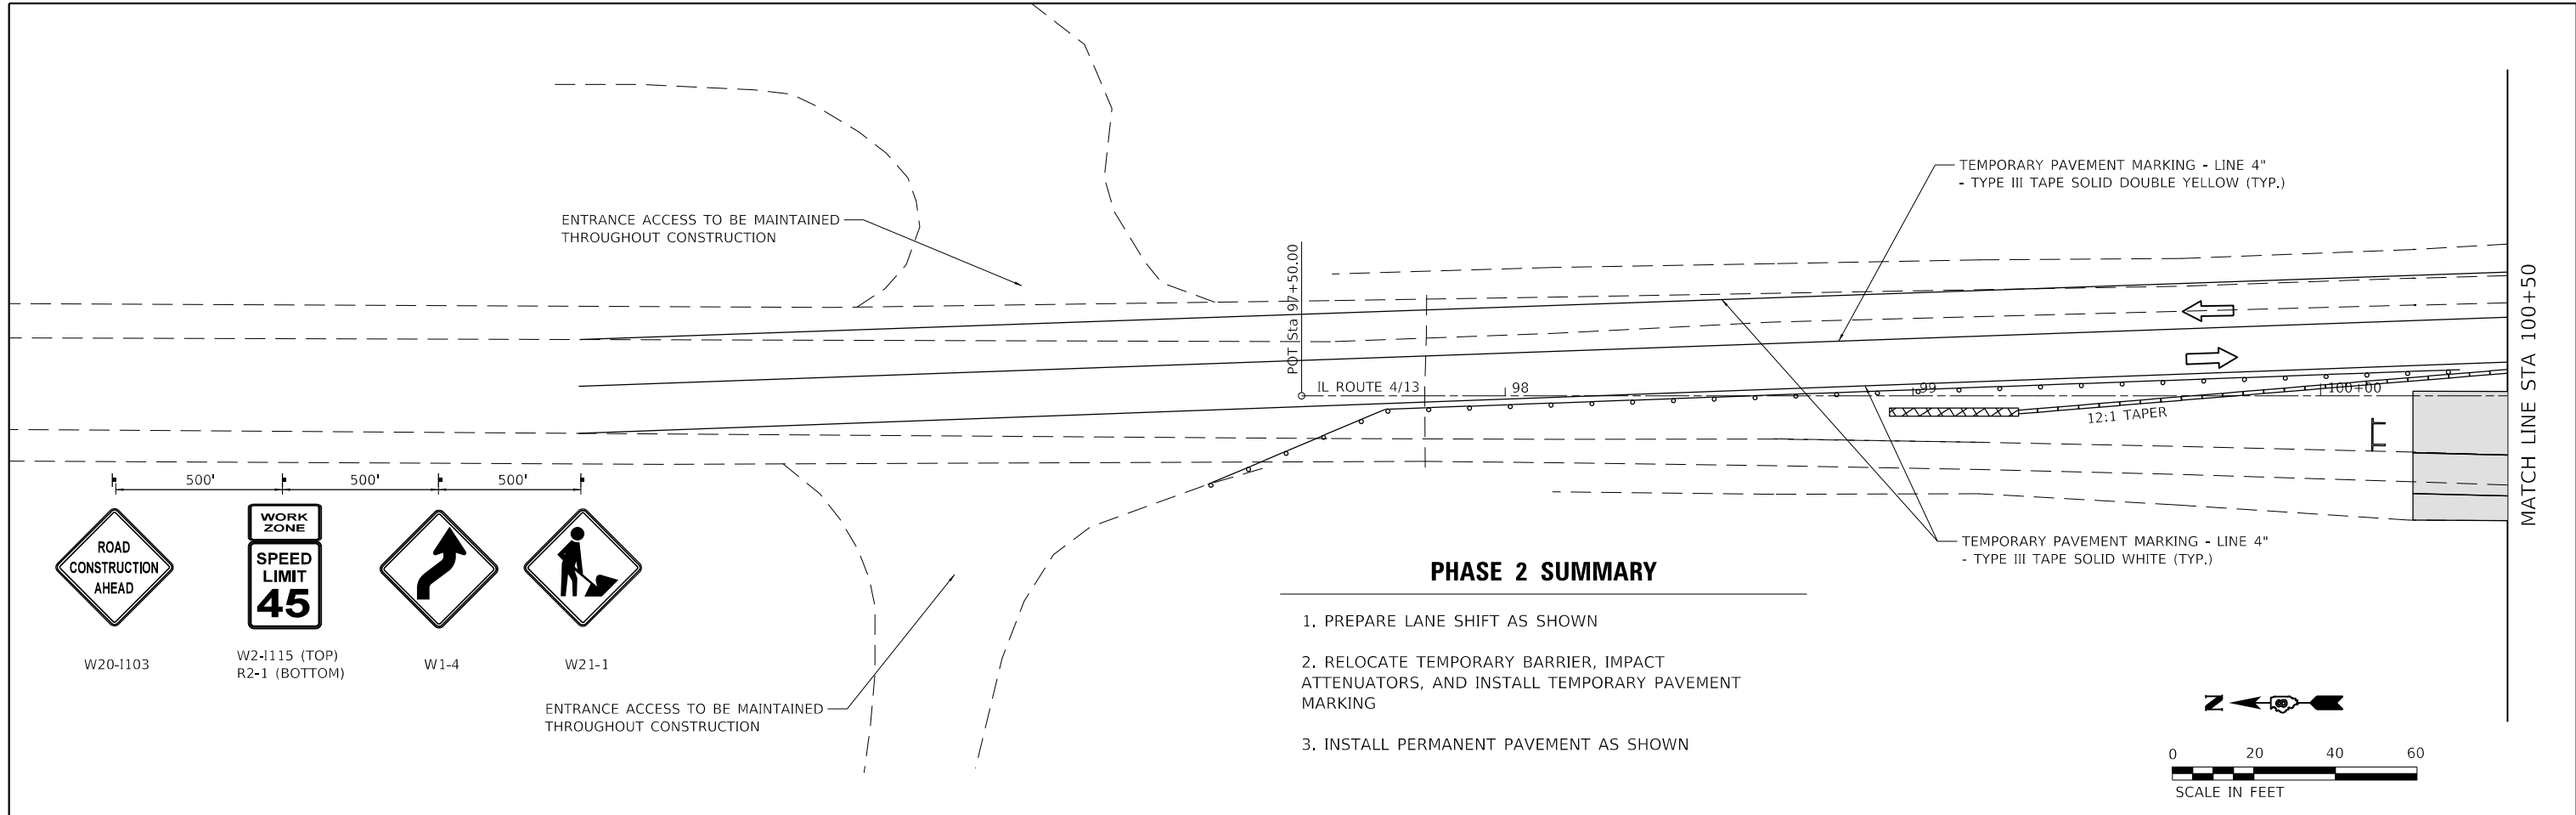 TEMPORARY PAVEMENT MARKING - LINE 4"
- TYPE III TAPE SOLID DOUBLE YELLOW (TYP.)
ENTRANCE ACCESS TO BE MAINTAINED
THROUGHOUT CONSTRUCTION
POT Sta 97+50.00
IL ROUTE 4/13
98
99
100+00
12:1 TAPER
MATCH LINE STA 100+50
500'
500'
500'
ROAD
CONSTRUCTION
AHEAD
WORK
ZONE
SPEED
LIMIT
45
W20-I103
W2-I115 (TOP)
R2-1 (BOTTOM)
W1-4
W21-1
ENTRANCE ACCESS TO BE MAINTAINED
THROUGHOUT CONSTRUCTION
TEMPORARY PAVEMENT MARKING - LINE 4"
- TYPE III TAPE SOLID WHITE (TYP.)
PHASE 2 SUMMARY
1. PREPARE LANE SHIFT AS SHOWN
2. RELOCATE TEMPORARY BARRIER, IMPACT
ATTENUATORS, AND INSTALL TEMPORARY PAVEMENT
MARKING
3. INSTALL PERMANENT PAVEMENT AS SHOWN
N
0 20 40 60
SCALE IN FEET